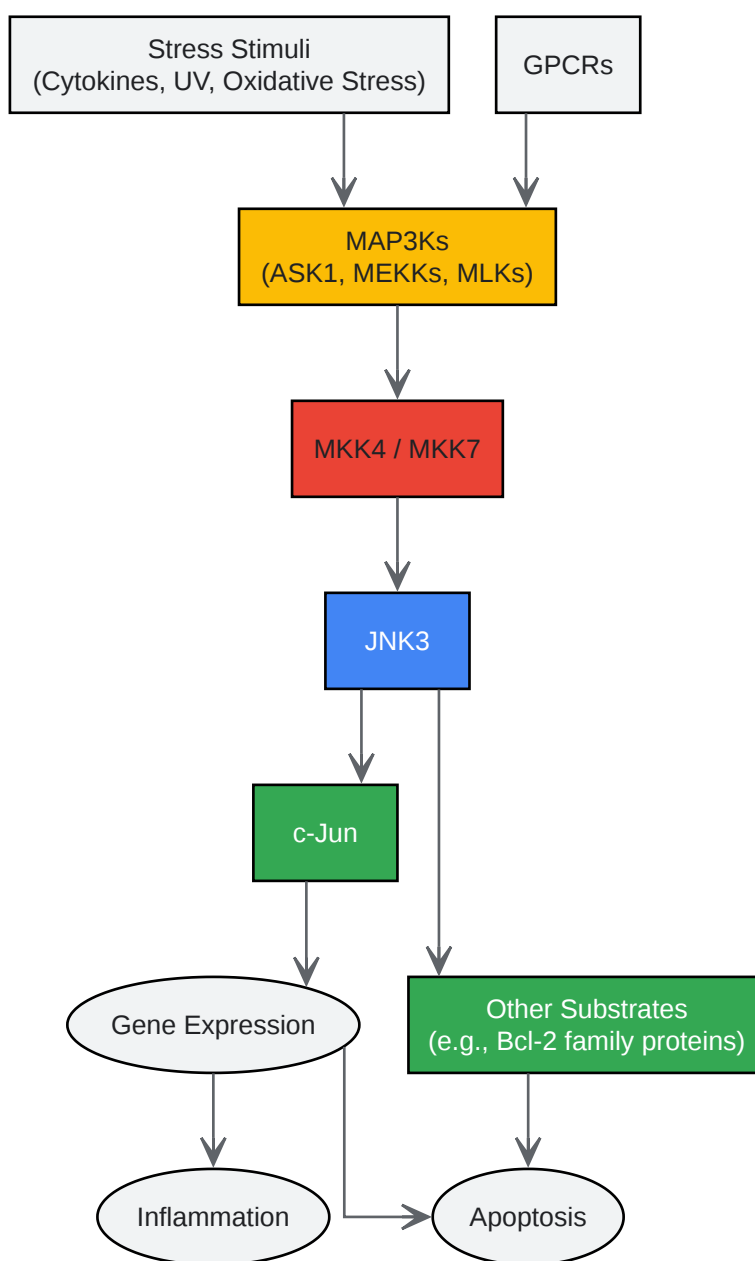 Stress Stimuli
(Cytokines, UV, Oxidative Stress)
GPCRs
MAP3Ks
(ASK1, MEKKs, MLKs)
MKK4 / MKK7
JNK3
c-Jun
Gene Expression
Other Substrates
(e.g., Bcl-2 family proteins)
Inflammation
Apoptosis